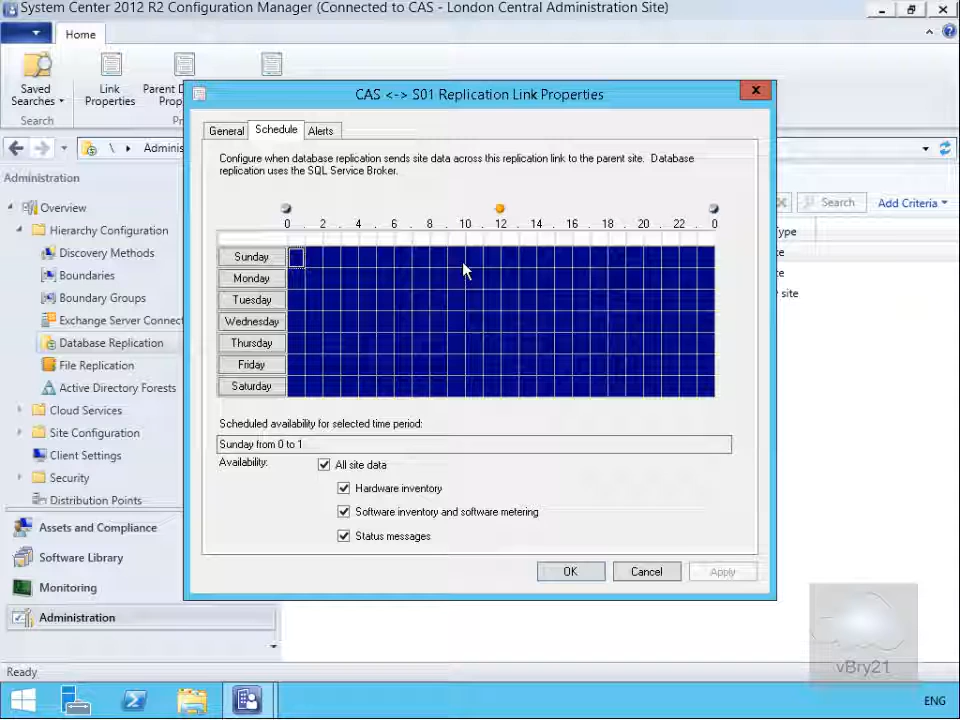 System Center 2012 R2 Configuration Manager (Connected to CAS - London Central Administration Site)
Home
Saved Searches
Link Properties
Parent D
Prop
Search
Pr
\ Adminis
Administration
Overview
Hierarchy Configuration
Discovery Methods
Boundaries
Boundary Groups
Exchange Server Connect
Database Replication
File Replication
Active Directory Forests
Cloud Services
Site Configuration
Client Settings
Security
Distribution Points
Assets and Compliance
Software Library
Monitoring
Administration
Ready
CAS <-> S01 Replication Link Properties
General Schedule Alerts
Configure when database replication sends site data across this replication link to the parent site. Database
replication uses the SQL Service Broker.
0 . 2 . 4 . 6 . 8 . 10 . 12 . 14 . 16 . 18 . 20 . 22 . 0
Sunday
Monday
Tuesday
Wednesday
Thursday
Friday
Saturday
Scheduled availability for selected time period:
Sunday from 0 to 1
Availability: All site data
Hardware inventory
Software inventory and software metering
Status messages
OK Cancel Apply
Search Add Criteria
ype
te
te
site
vBry21
ENG